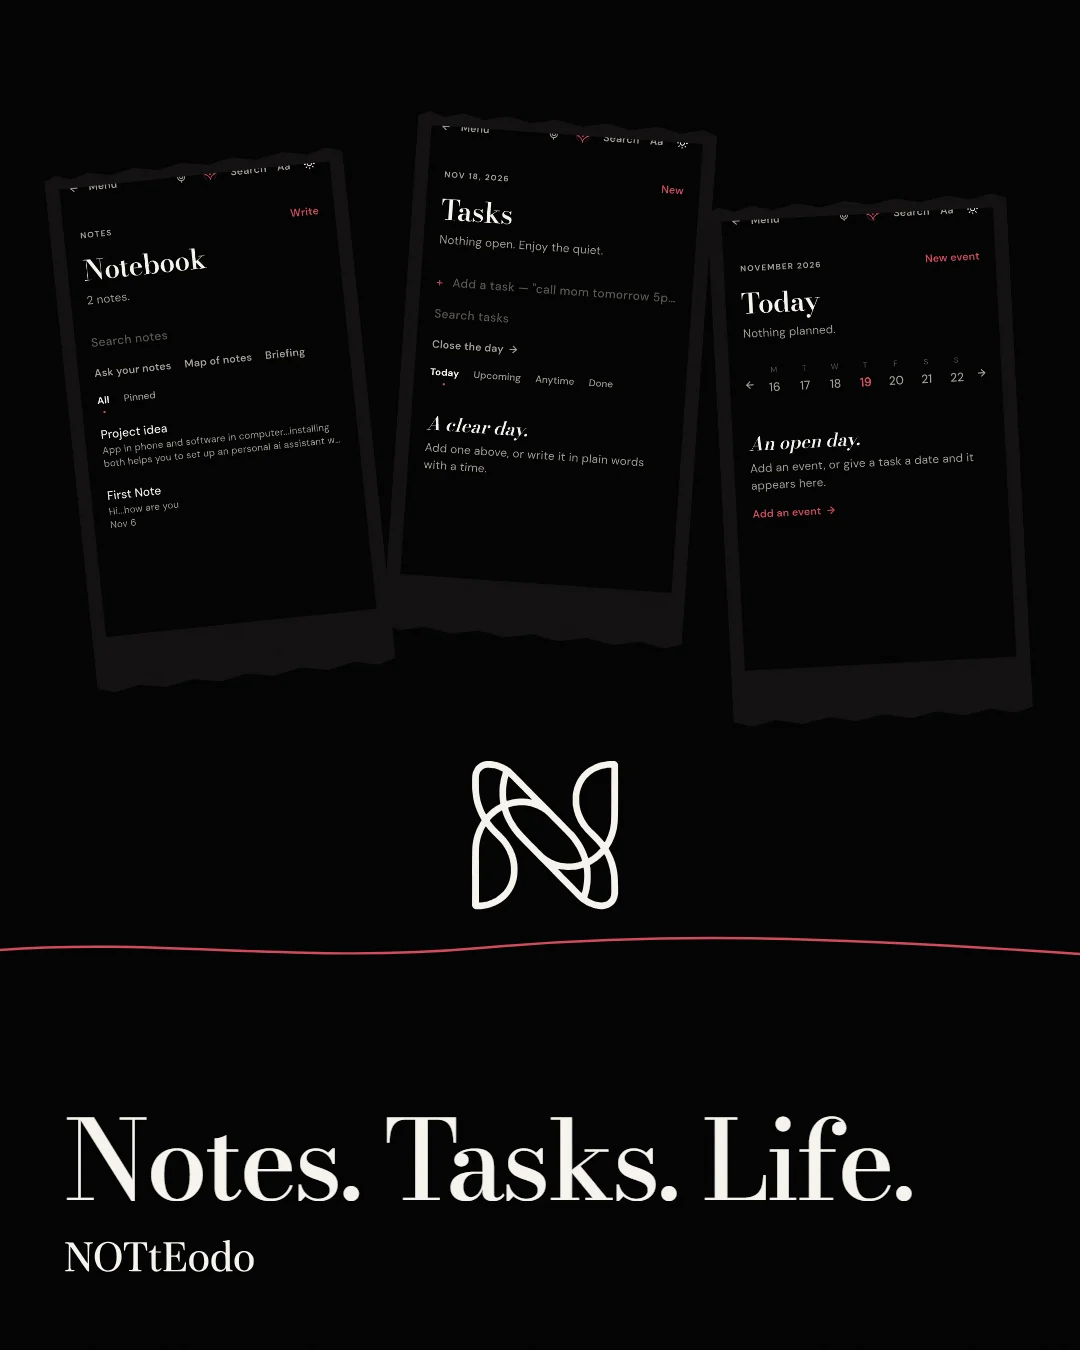 Menu Search Aa
Write
NOTES
Notebook
2 notes.
Search notes
Ask your notes Map of notes Briefing
All Pinned
Project idea
App in phone and software in computer...installing
both helps you to set up an personal ai assistant w...
First Note
Hi...how are you
Nov 6
Menu Search Aa
NOV 18, 2026
New
Tasks
Nothing open. Enjoy the quiet.
+ Add a task — "call mom tomorrow 5p...
Search tasks
Close the day →
Today Upcoming Anytime Done
A clear day.
Add one above, or write it in plain words
with a time.
Menu Search Aa
NOVEMBER 2026
New event
Today
Nothing planned.
M T W T F S S
← 16 17 18 19 20 21 22 →
An open day.
Add an event, or give a task a date and it
appears here.
Add an event →
Notes. Tasks. Life.
NOTtEodo